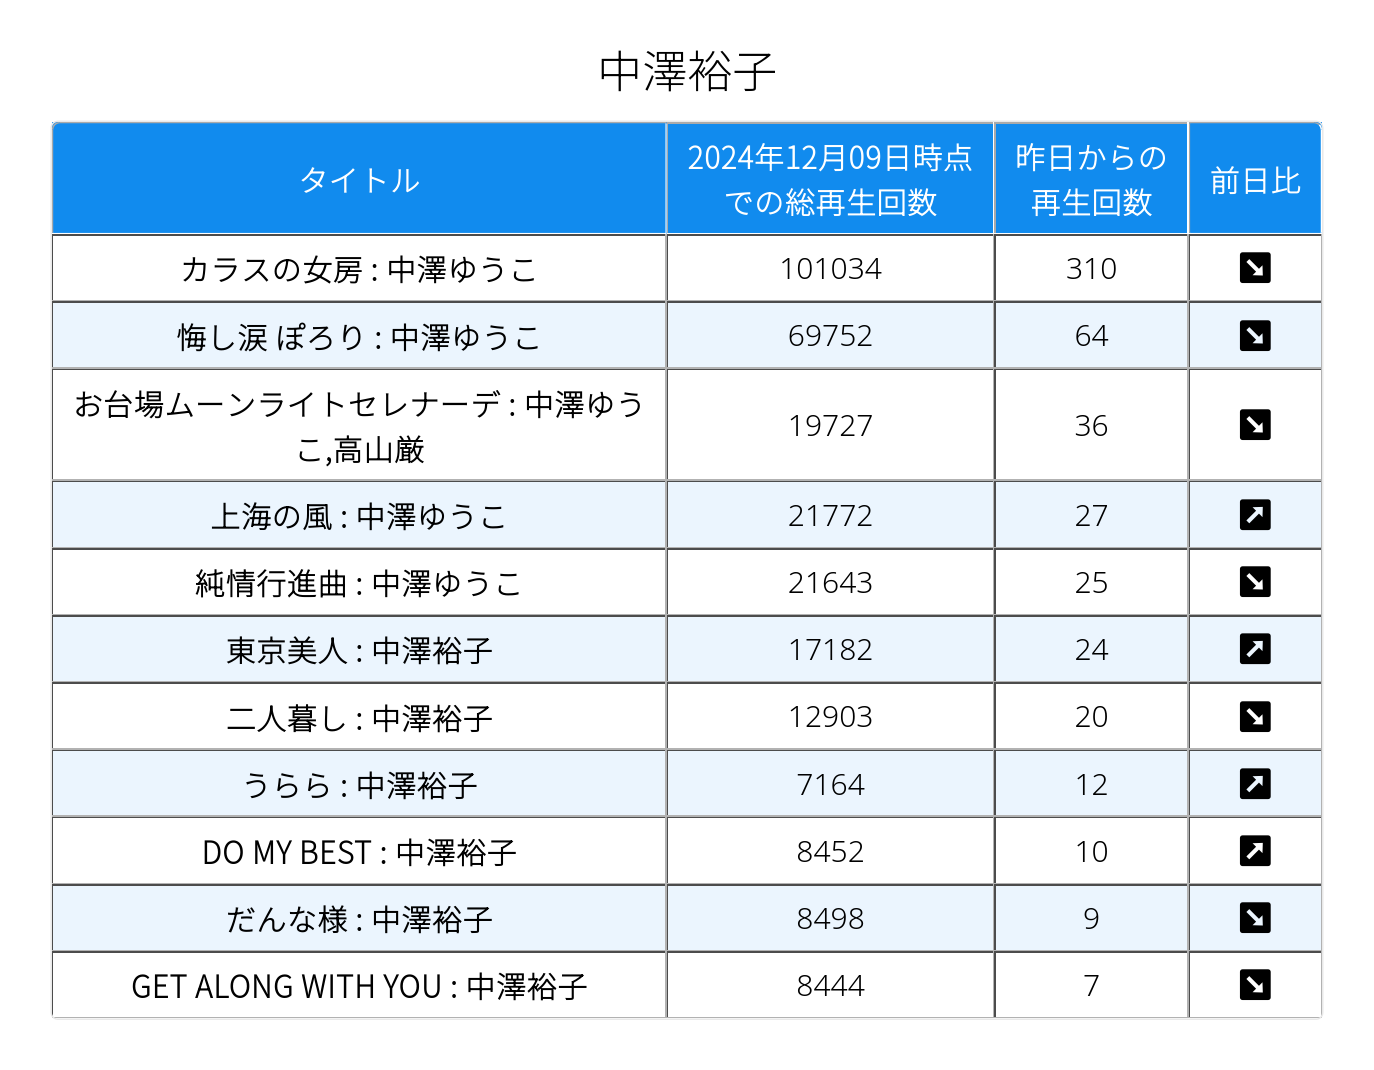 中澤裕子
タイトル
2024年12月09日時点
での総再生回数
昨日からの
再生回数
前日比
カラスの女房 : 中澤ゆうこ 101034 310 ↘
悔し涙 ぽろり : 中澤ゆうこ 69752 64 ↘
お台場ムーンライトセレナーデ : 中澤ゆう
こ,高山厳 19727 36 ↘
上海の風 : 中澤ゆうこ 21772 27 ↗
純情行進曲 : 中澤ゆうこ 21643 25 ↘
東京美人 : 中澤裕子 17182 24 ↗
二人暮し : 中澤裕子 12903 20 ↘
うらら : 中澤裕子 7164 12 ↗
DO MY BEST : 中澤裕子 8452 10 ↗
だんな様 : 中澤裕子 8498 9 ↘
GET ALONG WITH YOU : 中澤裕子 8444 7 ↘